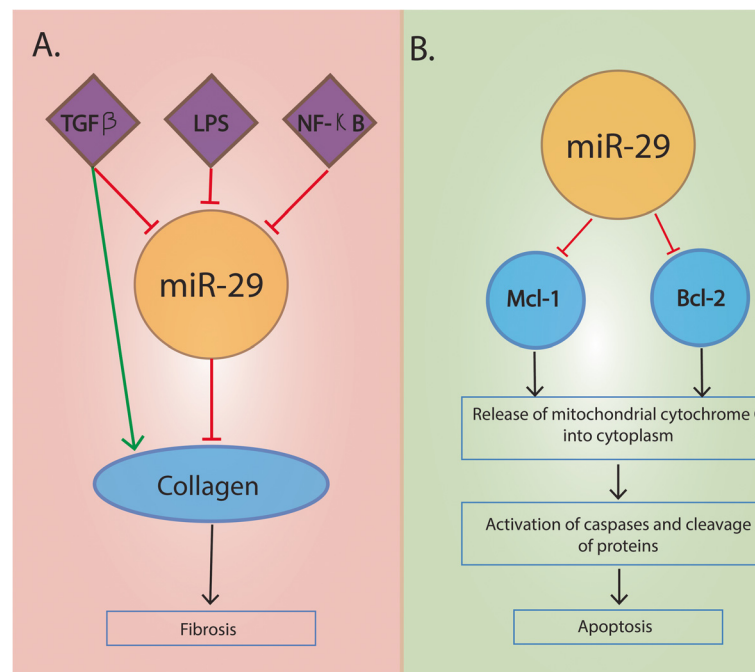 A.
TGFβ
LPS
NF-κB
miR-29
Collagen
Fibrosis
B.
miR-29
Mcl-1
Bcl-2
Release of mitochondrial cytochrome
into cytoplasm
Activation of caspases and cleavage
of proteins
Apoptosis